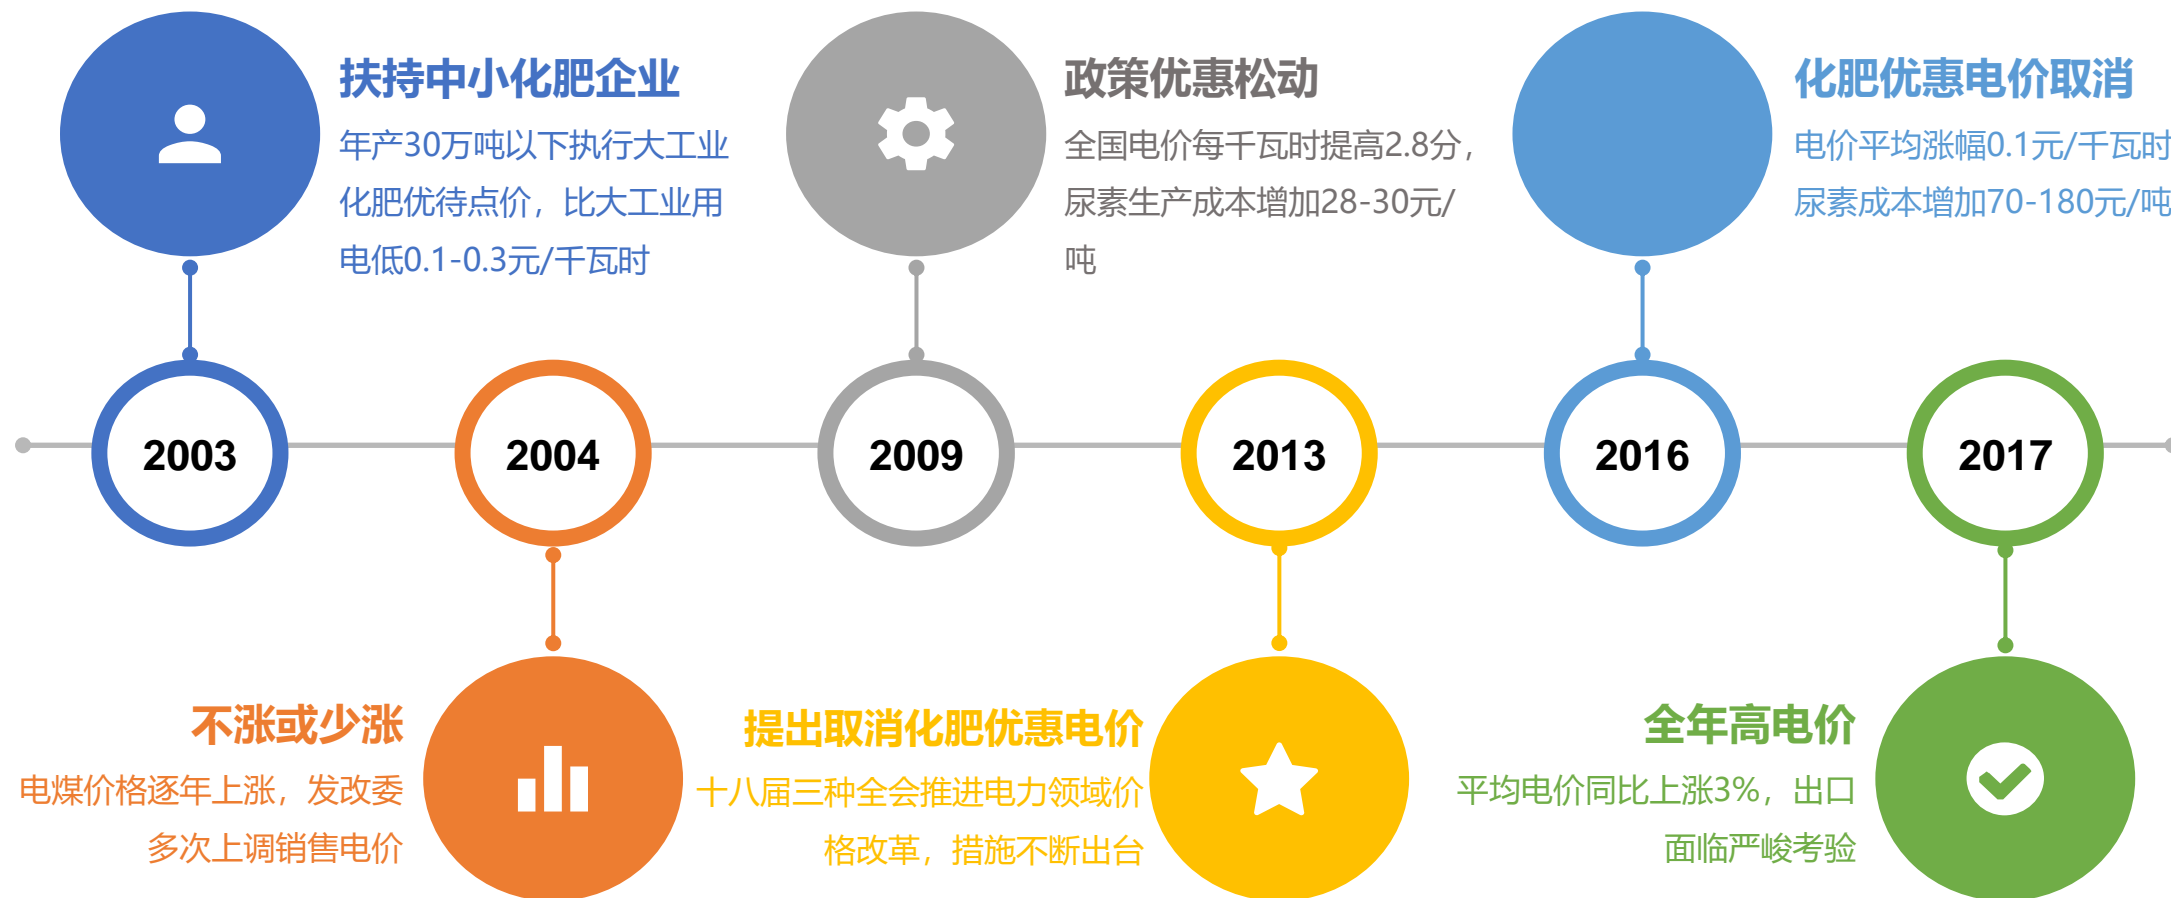 扶持中小化肥企业
年产30万吨以下执行大工业
化肥优待点价，比大工业用
电低0.1-0.3元/千瓦时
政策优惠松动
全国电价每千瓦时提高2.8分，
尿素生产成本增加28-30元/
吨
化肥优惠电价取消
电价平均涨幅0.1元/千瓦时
尿素成本增加70-180元/吨
2003
2004
2009
2013
2016
2017
不涨或少涨
电煤价格逐年上涨，发改委
多次上调销售电价
提出取消化肥优惠电价
十八届三种全会推进电力领域价
格改革，措施不断出台
全年高电价
平均电价同比上涨3%，出口
面临严峻考验